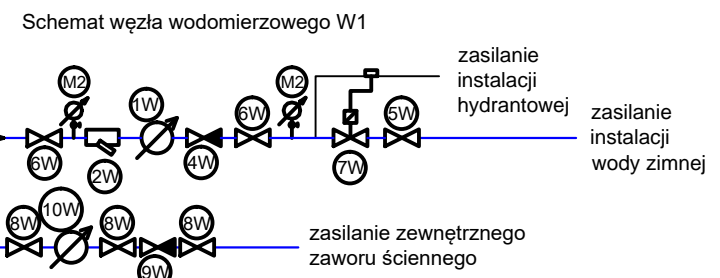 Schemat węzła wodomierzowego W1
zasilanie
instalacji
hydrantowej
zasilanie
instalacji
wody zimnej
M2
M2
1W
6W
5W
6W
2W
4W
7W
8W
10W
8W
8W
9W
zasilanie zewnętrznego
zaworu ściennego